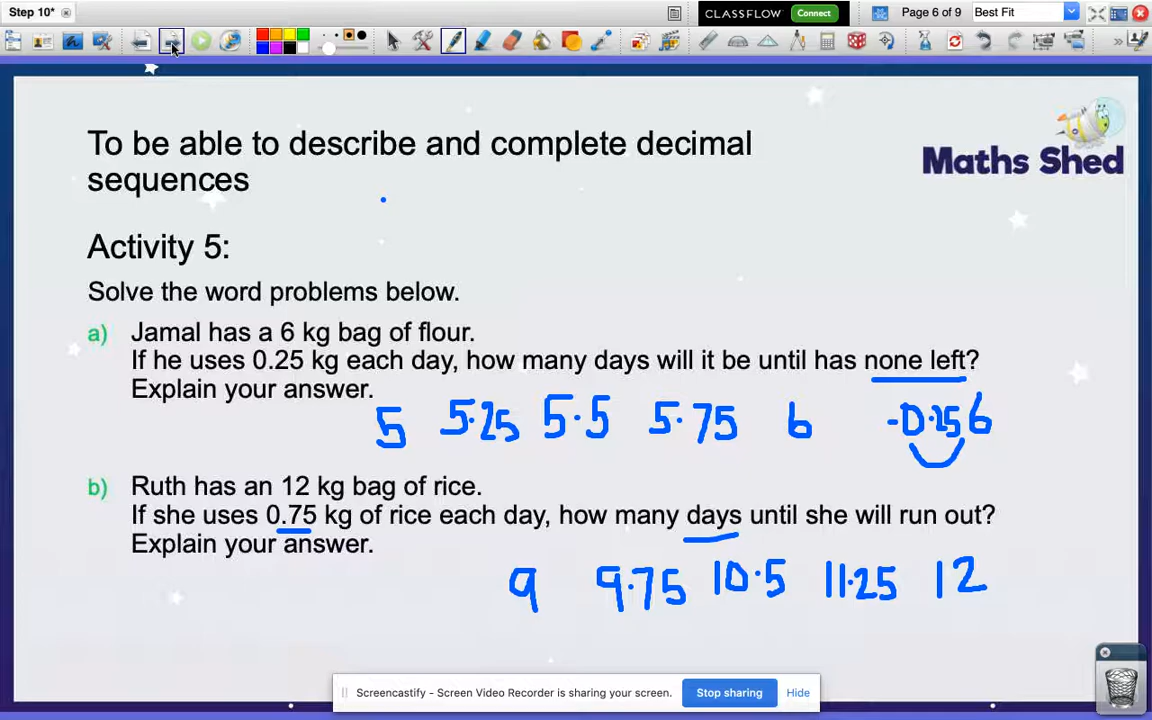 Step 10*
CLASSFLOW Connect
Page 6 of 9
Best Fit
To be able to describe and complete decimal
sequences
Maths Shed
Activity 5:
Solve the word problems below.
a) Jamal has a 6 kg bag of flour.
If he uses 0.25 kg each day, how many days will it be until has none left?
Explain your answer.
5 5.25 5.5 5.75 6 -0.25 6
b) Ruth has an 12 kg bag of rice.
If she uses 0.75 kg of rice each day, how many days until she will run out?
Explain your answer.
9 9.75 10.5 11.25 12
Screencastify - Screen Video Recorder is sharing your screen. Stop sharing Hide